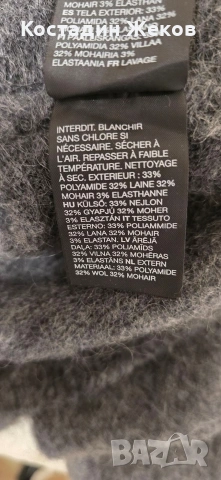 Костадин Жеков
MOHAIR 3% ELASTHAN
ES TELA EXTERIOR: 33%
POLIAMIDA 32% LANA 32%
POLYAMIDIA 32% VILLAA
32% MOHAIRIA 3%
ELASTAANIA FR LAVAGE
INTERDIT. BLANCHIR
SANS CHLORE SI
NÉCESSAIRE. SÉCHER À
L'AIR. REPASSER À FAIBLE
TEMPÉRATURE. NETTOYAGE
À SEC. EXTERIEUR : 33%
POLYAMIDE 32% LAINE 32%
MOHAIR 3% ELASTHANNE
HU KÜLSŐ: 33% NEJLON
32% GYAPJÚ 32% MOHER
3% ELASZTÁN IT TESSUTO
ESTERNO: 33% POLIAMMIDE
32% LANA 32% MOHAIR
3% ELASTAN. LV ĀRĒJĀ
DAĻA: 33% POLIAMĪDS
32% VILNA 32% MOHĒRAS
3% ELASTĀNS NL EXTERN
MATERIAAL: 33% POLYAMIDE
32% WOL 32% MOHAIR
BAZAR